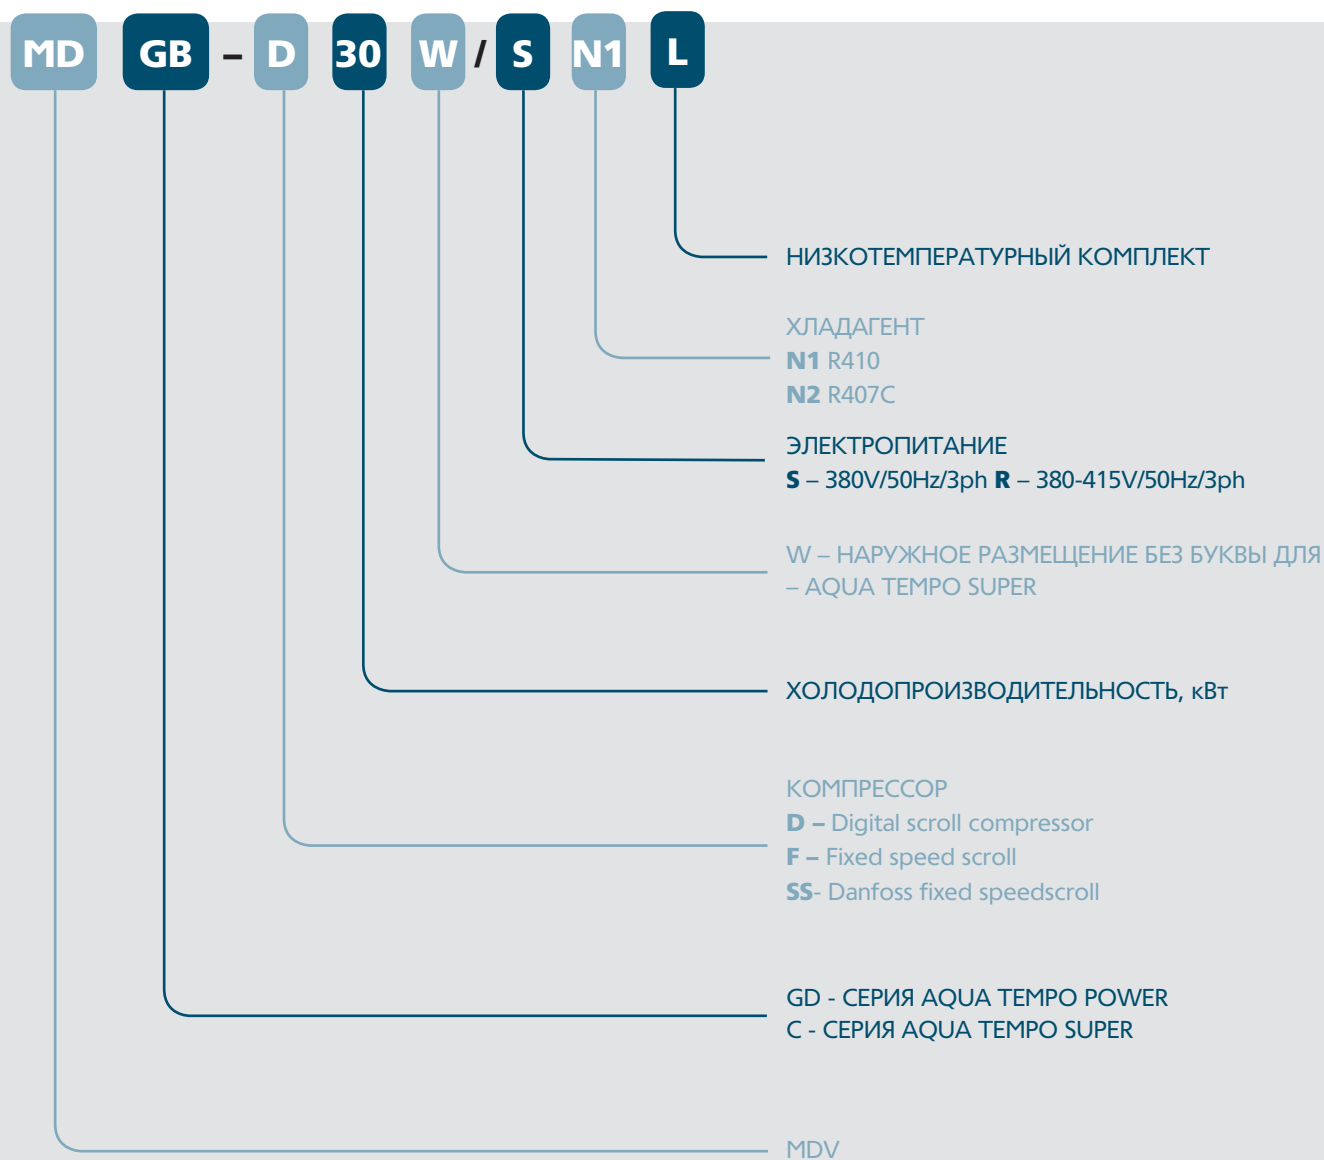 MD GB – D 30 W / S N1 L
НИЗКОТЕМПЕРАТУРНЫЙ КОМПЛЕКТ
ХЛАДАГЕНТ
N1 R410
N2 R407C
ЭЛЕКТРОПИТАНИЕ
S – 380V/50Hz/3ph R – 380-415V/50Hz/3ph
W – НАРУЖНОЕ РАЗМЕЩЕНИЕ БЕЗ БУКВЫ ДЛЯ
– AQUA TEMPO SUPER
ХОЛОДОПРОИЗВОДИТЕЛЬНОСТЬ, кВт
КОМПРЕССОР
D – Digital scroll compressor
F – Fixed speed scroll
SS- Danfoss fixed speedscroll
GD - СЕРИЯ AQUA TEMPO POWER
C - СЕРИЯ AQUA TEMPO SUPER
MDV